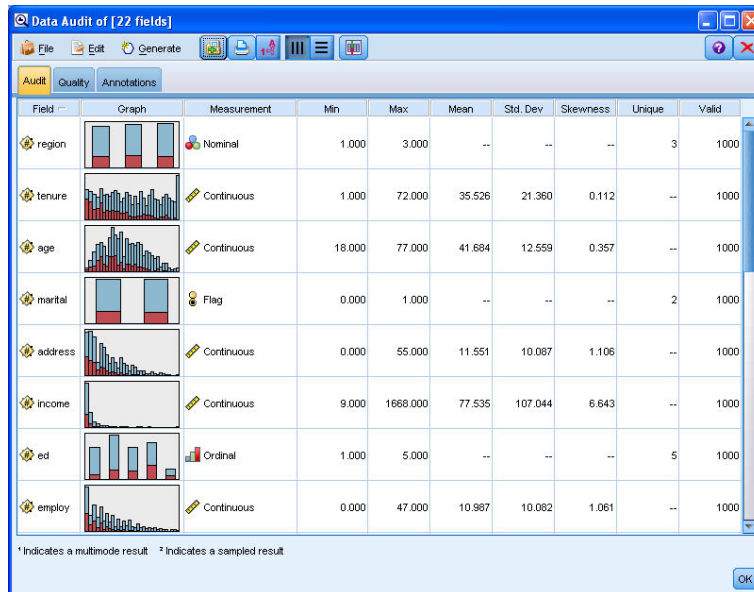 Data Audit of [22 fields]
File Edit Generate
Audit Quality Annotations
Field Graph Measurement Min Max Mean Std. Dev Skewness Unique Valid
region Nominal 1.000 3.000 -- -- -- 3 1000
tenure Continuous 1.000 72.000 35.526 21.360 0.112 -- 1000
age Continuous 18.000 77.000 41.684 12.559 0.357 -- 1000
marital Flag 0.000 1.000 -- -- -- 2 1000
address Continuous 0.000 55.000 11.551 10.087 1.106 -- 1000
income Continuous 9.000 1668.000 77.535 107.044 6.643 -- 1000
ed Ordinal 1.000 5.000 -- -- -- 5 1000
employ Continuous 0.000 47.000 10.987 10.082 1.061 -- 1000
¹ Indicates a multimode result ² Indicates a sampled result
OK